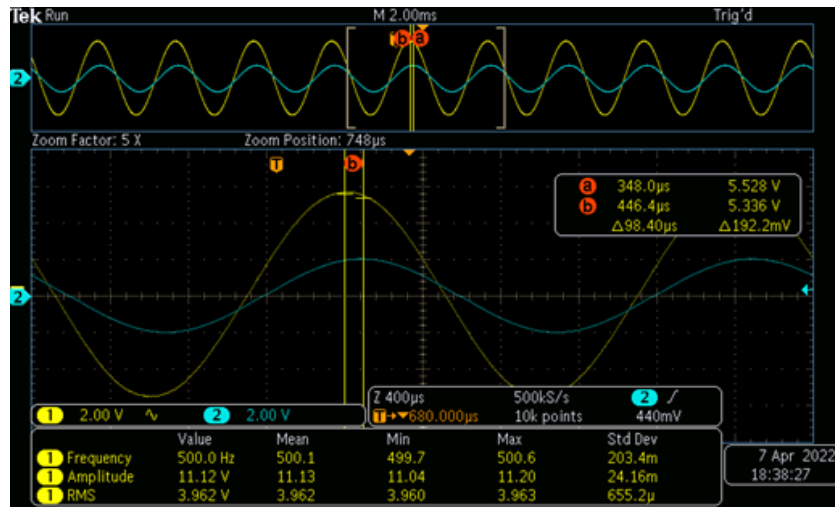 Tek Run M 2.00ms Trig'd
b a
2
Zoom Factor: 5 X Zoom Position: 748µs
T b
a 348.0µs 5.528 V
b 446.4µs 5.336 V
△98.40µs △192.2mV
2
1 2.00 V ∿ 2 2.00 V
Z 400µs 500kS/s 2 ∫
T→▼680.000µs 10k points 440mV
Value Mean Min Max Std Dev
1 Frequency 500.0 Hz 500.1 499.7 500.6 203.4m
1 Amplitude 11.12 V 11.13 11.04 11.20 24.16m
1 RMS 3.962 V 3.962 3.960 3.963 655.2µ
7 Apr 2022
18:38:27